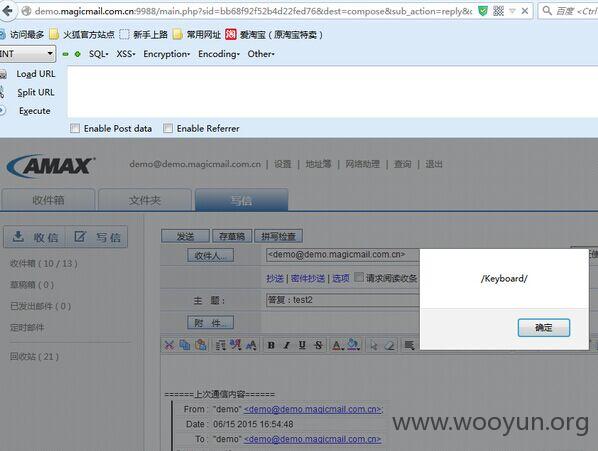 demo.magicmail.com.cn:9988/main.php?sid=bb68f92f52b4d22fed76&dest=compose&sub_action=reply&
百度 <Ctrl
访问最多 火狐官方站点 新手上路 常用网址 爱淘宝（原淘宝特卖）
INT SQL- XSS- Encryption- Encoding- Other-
Load URL
Split URL
Execute
Enable Post data Enable Referrer
AMAX demo@demo.magicmail.com.cn | 设置 | 地址簿 | 网络助理 | 查询 | 退出
收件箱 文件夹 写信
收 信 写 信
发送 存草稿 拼写检查
收件箱 ( 10 / 13 )
草稿箱 ( 0 )
已发出邮件 ( 0 )
定时邮件
回收站 ( 21 )
收件人... <demo@demo.magicmail.com.cn>
抄送 | 密件抄送 | 选项 请求阅读收条
主 题： 答复：test2
附 件...
/Keyboard/
确定
B I U S
======上次通信内容======
From : "demo" <demo@demo.magicmail.com.cn>;
Date : 06/15 2015 16:54:48
To : "demo" <demo@demo.magicmail.com.cn>
www.wooyun.org